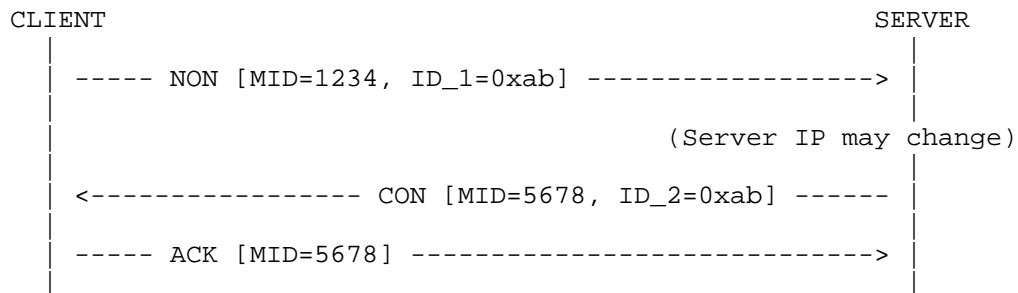 CLIENT SERVER
----- NON [MID=1234, ID_1=0xab] ------------------>
(Server IP may change)
<----------------- CON [MID=5678, ID_2=0xab] ------
----- ACK [MID=5678] ----------------------------->